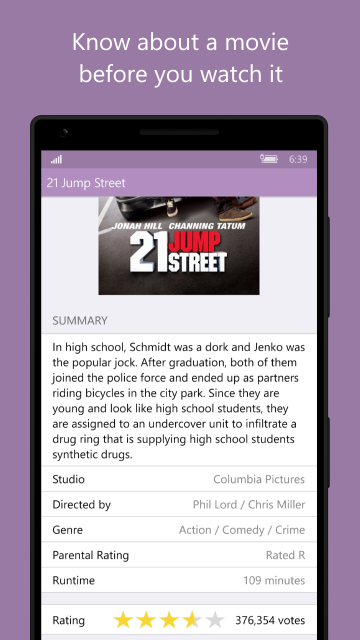 Know about a movie
before you watch it
6:39
21 Jump Street
JONAH HILL CHANNING TATUM
21 JUMP
STREET
SUMMARY
In high school, Schmidt was a dork and Jenko was
the popular jock. After graduation, both of them
joined the police force and ended up as partners
riding bicycles in the city park. Since they are
young and look like high school students, they
are assigned to an undercover unit to infiltrate a
drug ring that is supplying high school students
synthetic drugs.
Studio Columbia Pictures
Directed by Phil Lord / Chris Miller
Genre Action / Comedy / Crime
Parental Rating Rated R
Runtime 109 minutes
Rating 376,354 votes